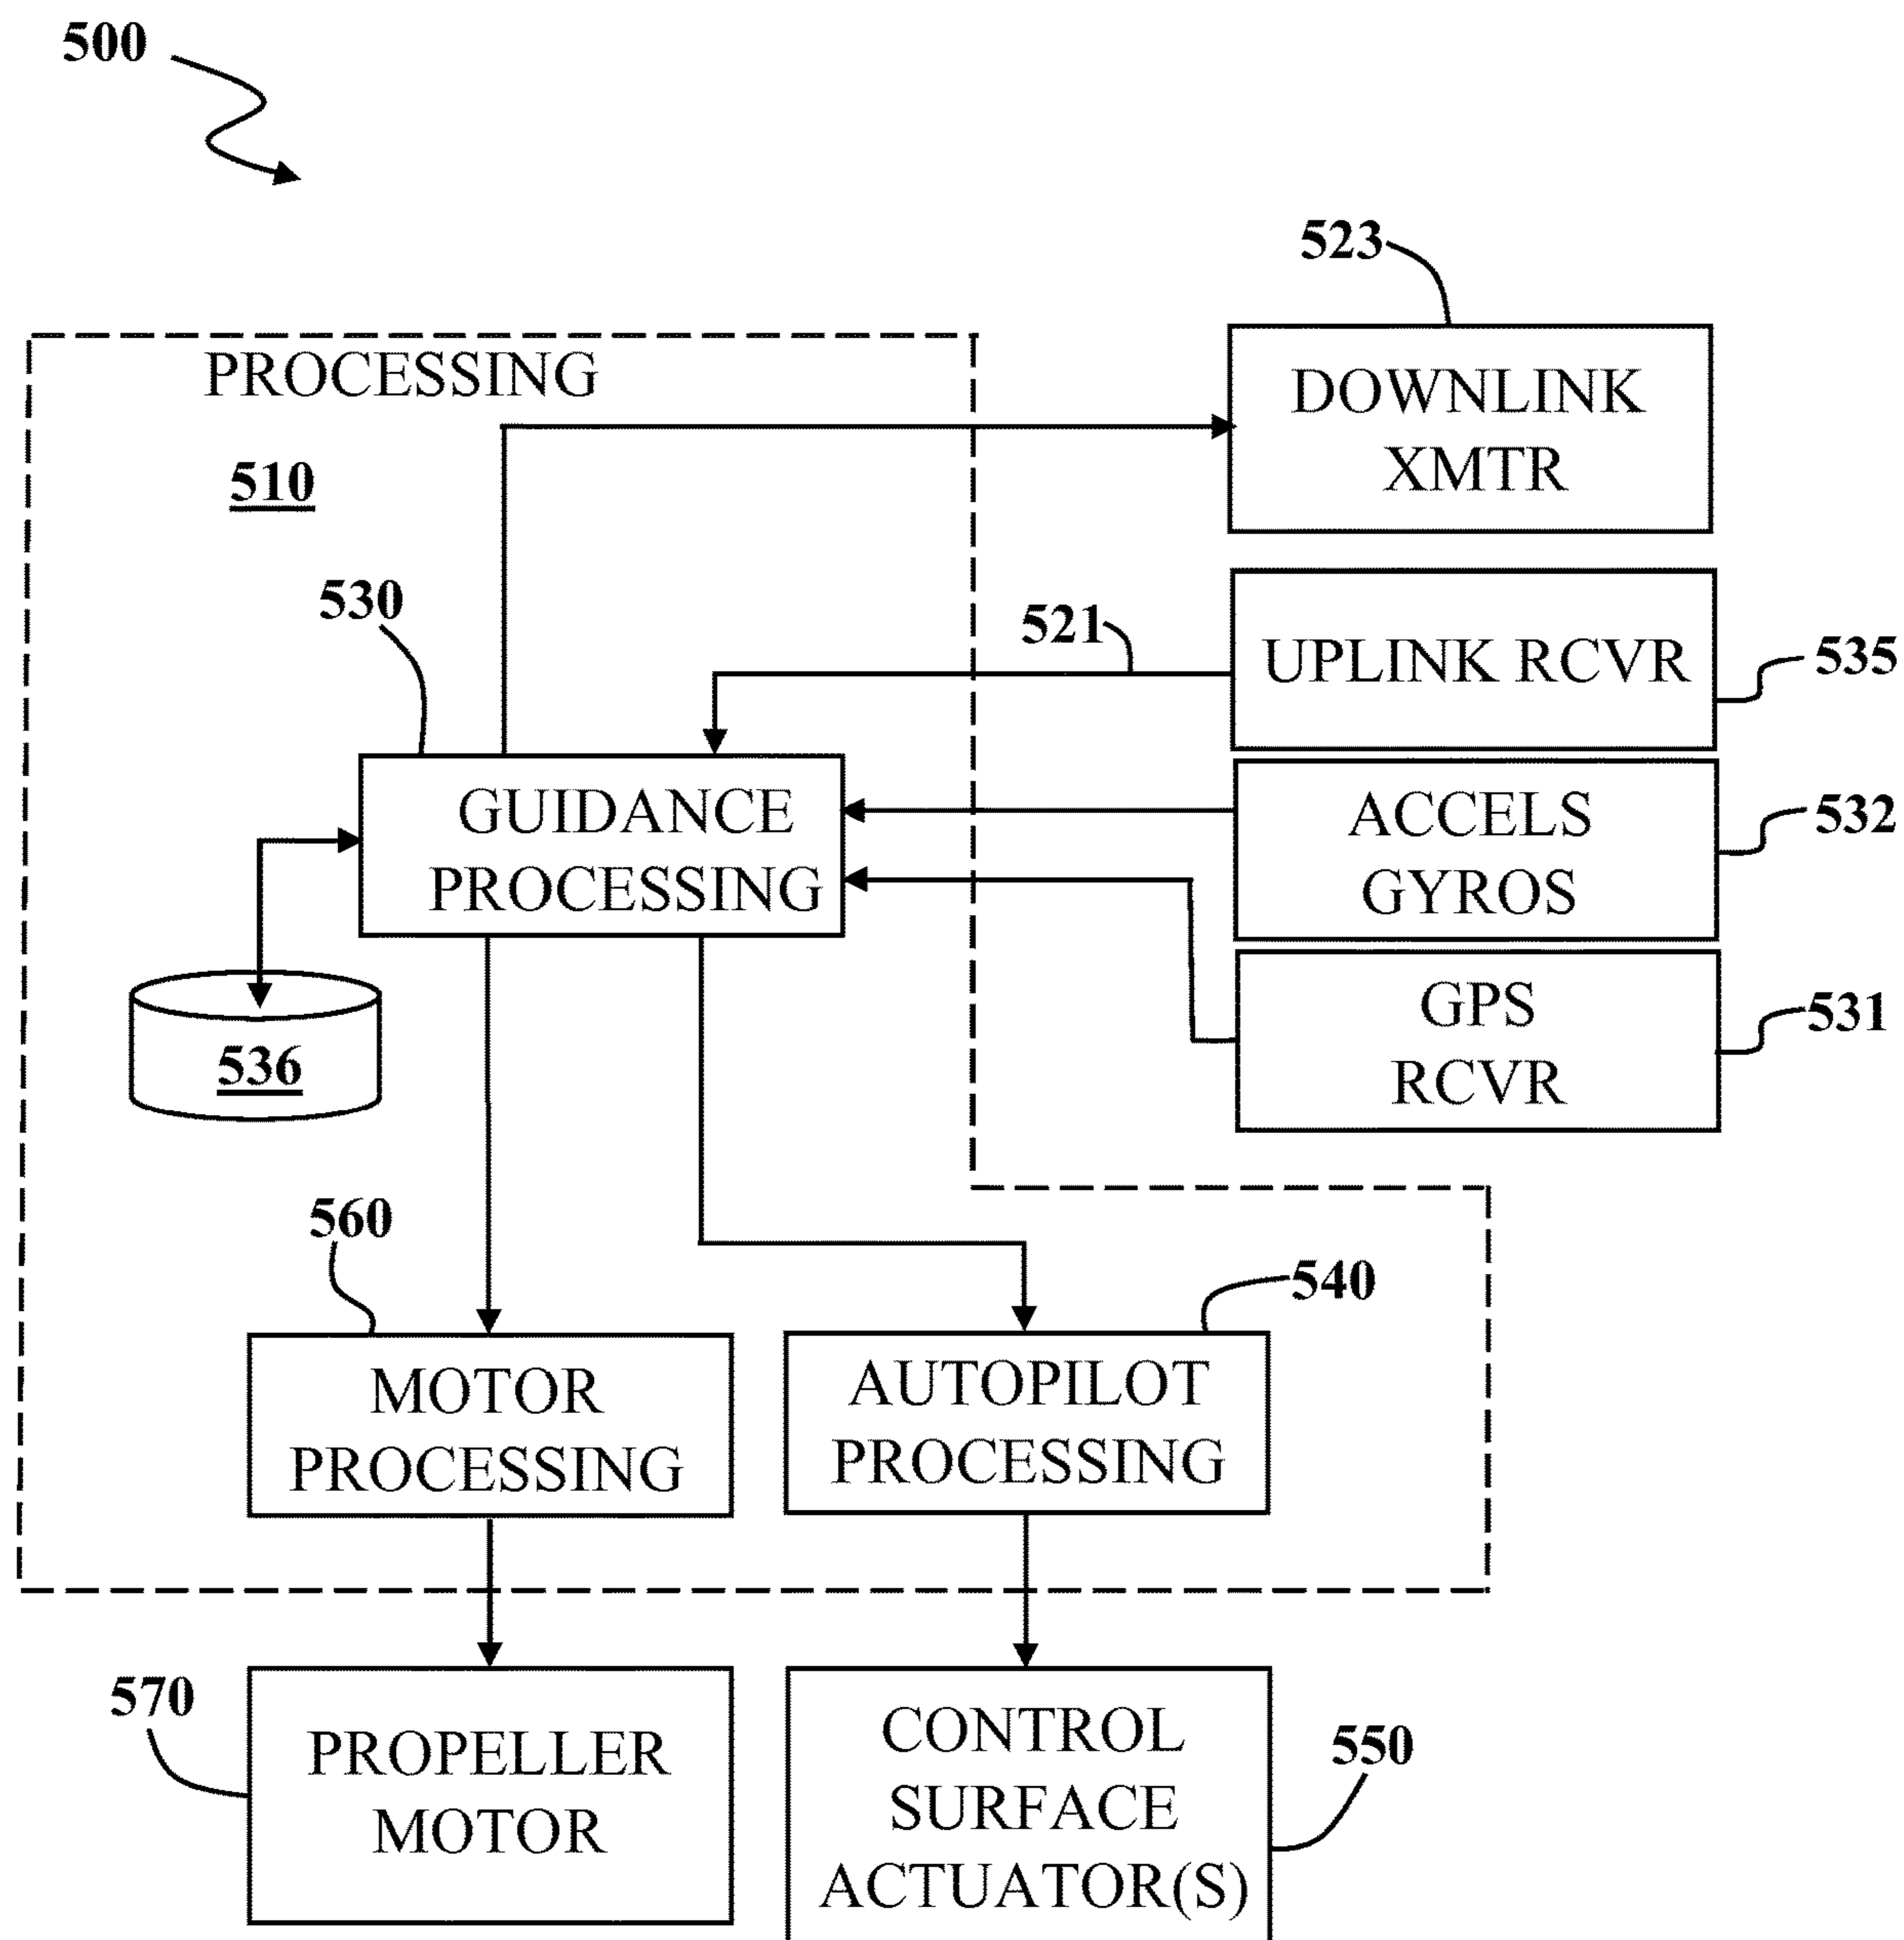 500
523
PROCESSING
DOWNLINK
XMTR
510
530
521
UPLINK RCVR
535
GUIDANCE
PROCESSING
ACCELS
GYROS
532
GPS
RCVR
531
536
560
540
MOTOR
PROCESSING
AUTOPILOT
PROCESSING
570
PROPELLER
MOTOR
CONTROL
SURFACE
ACTUATOR(S)
550